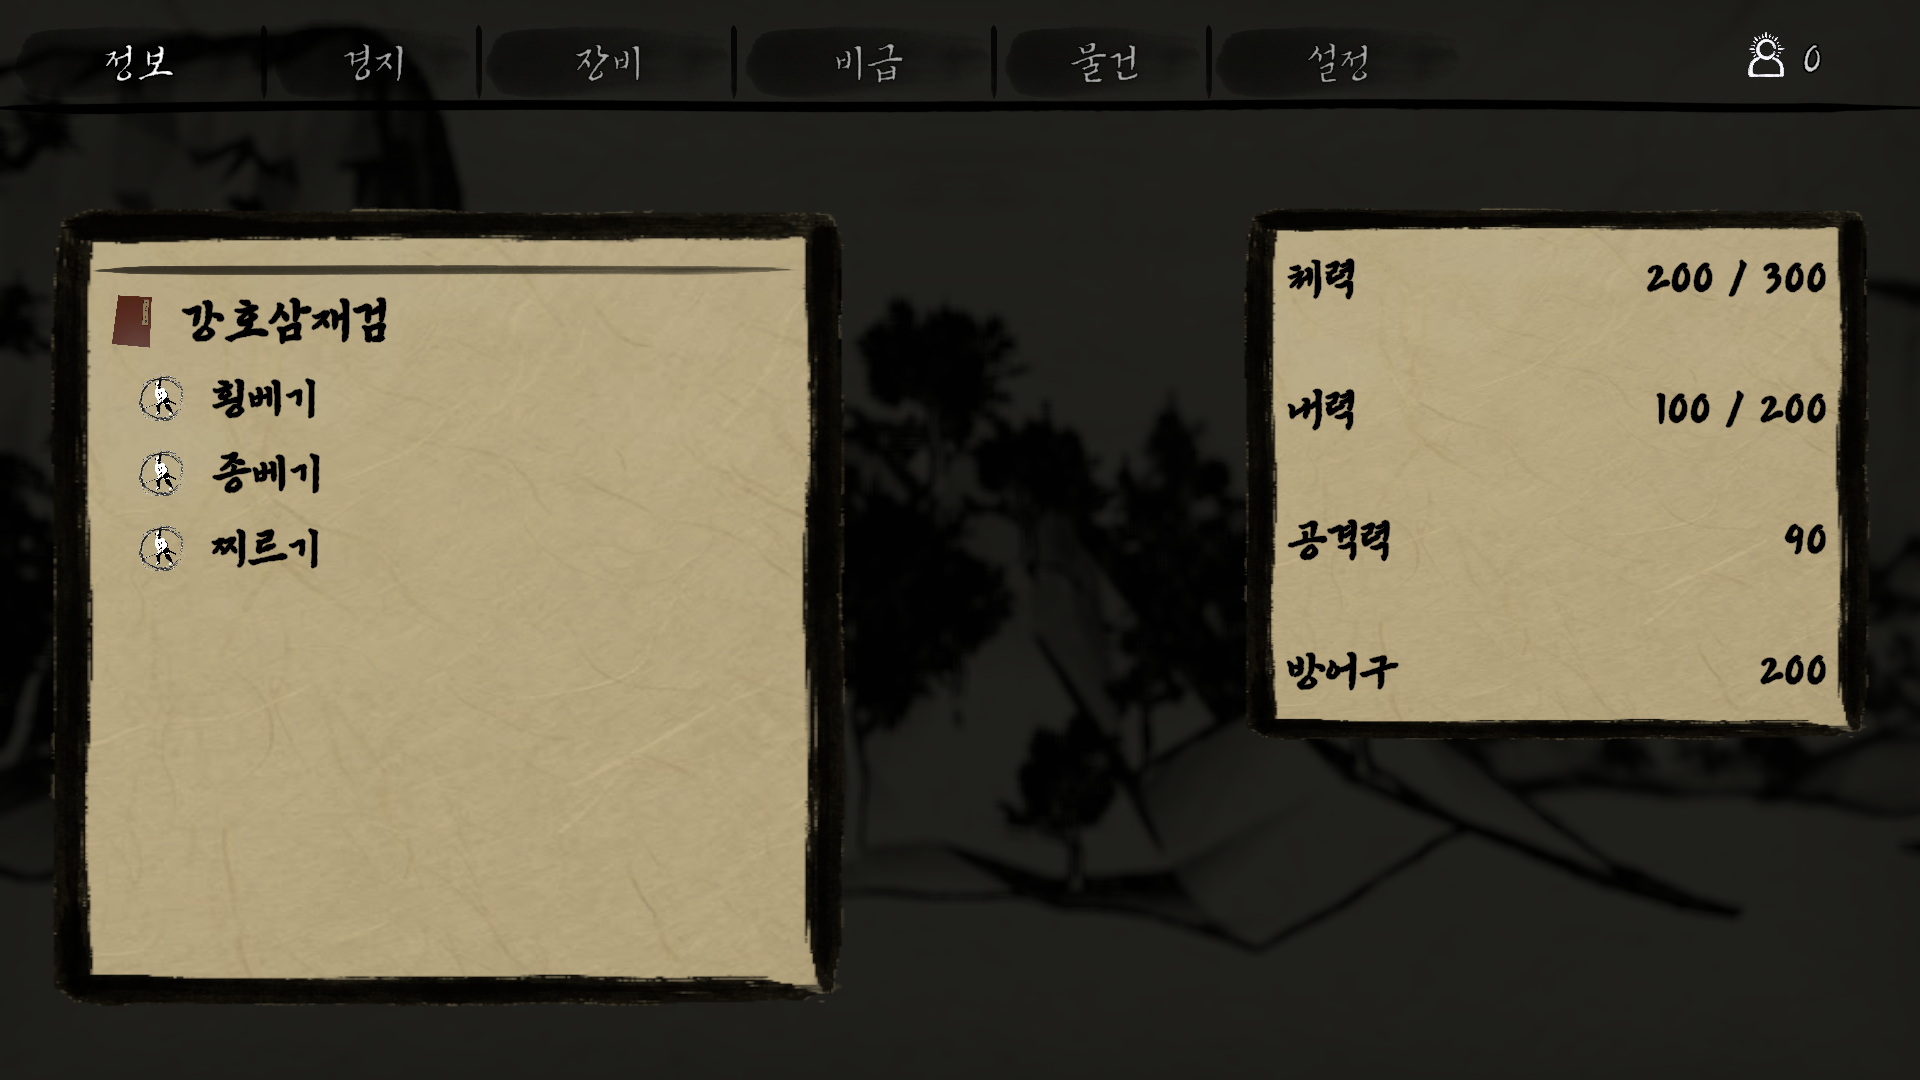 정보 경지 장비 비급 물건 설정 0
강호삼재검
횡베기
종베기
찌르기
체력 200 / 300
내력 100 / 200
공격력 90
방어구 200